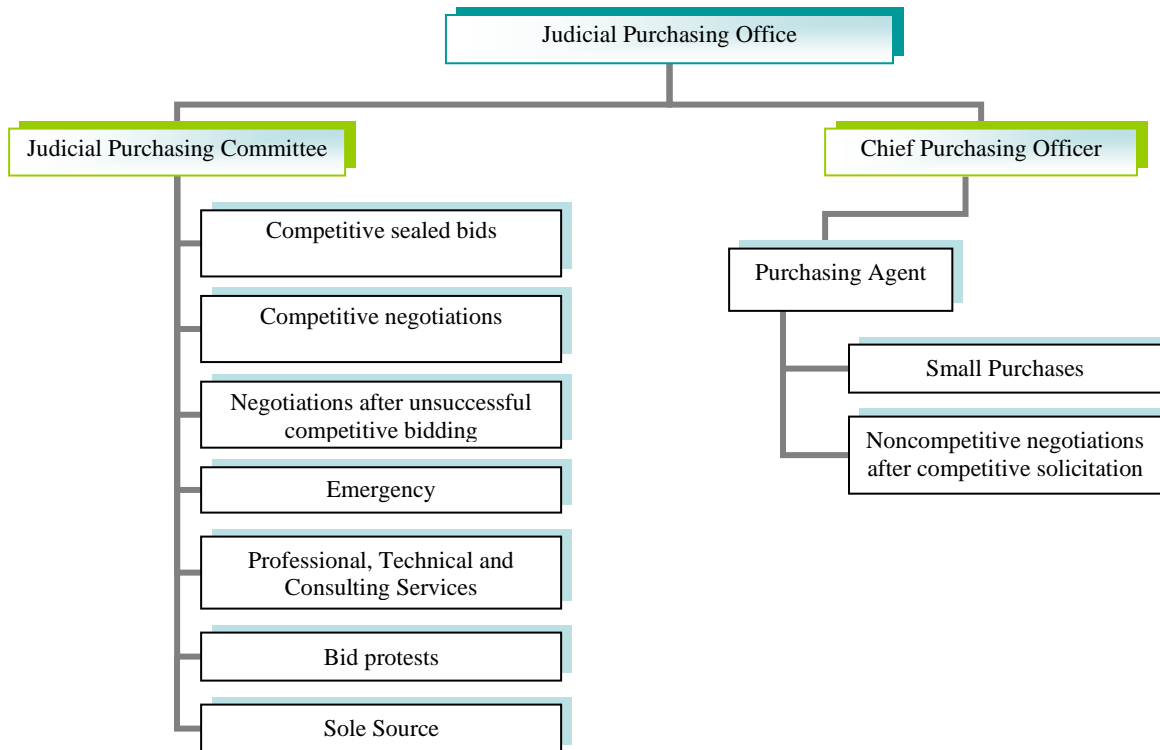 Judicial Purchasing Office
Judicial Purchasing Committee
Chief Purchasing Officer
Competitive sealed bids
Competitive negotiations
Negotiations after unsuccessful
competitive bidding
Emergency
Professional, Technical and
Consulting Services
Bid protests
Sole Source
Purchasing Agent
Small Purchases
Noncompetitive negotiations
after competitive solicitation